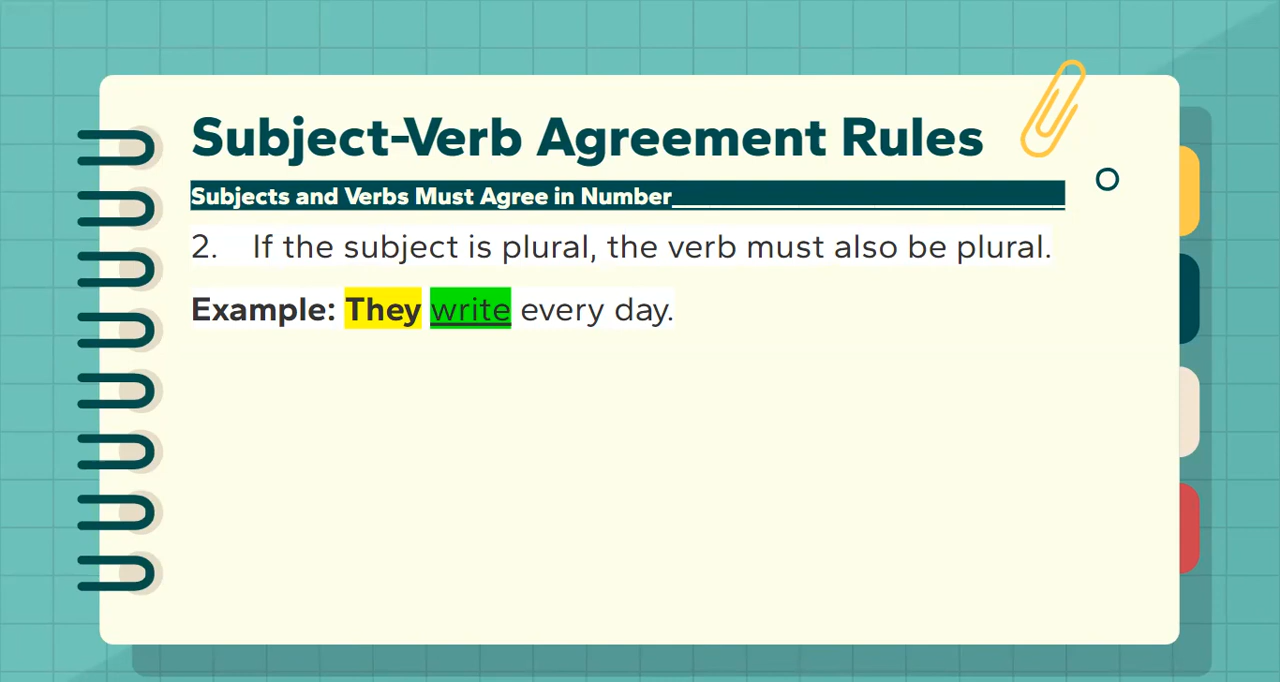 Subject-Verb Agreement Rules
Subjects and Verbs Must Agree in Number
2. If the subject is plural, the verb must also be plural.
Example: They write every day.